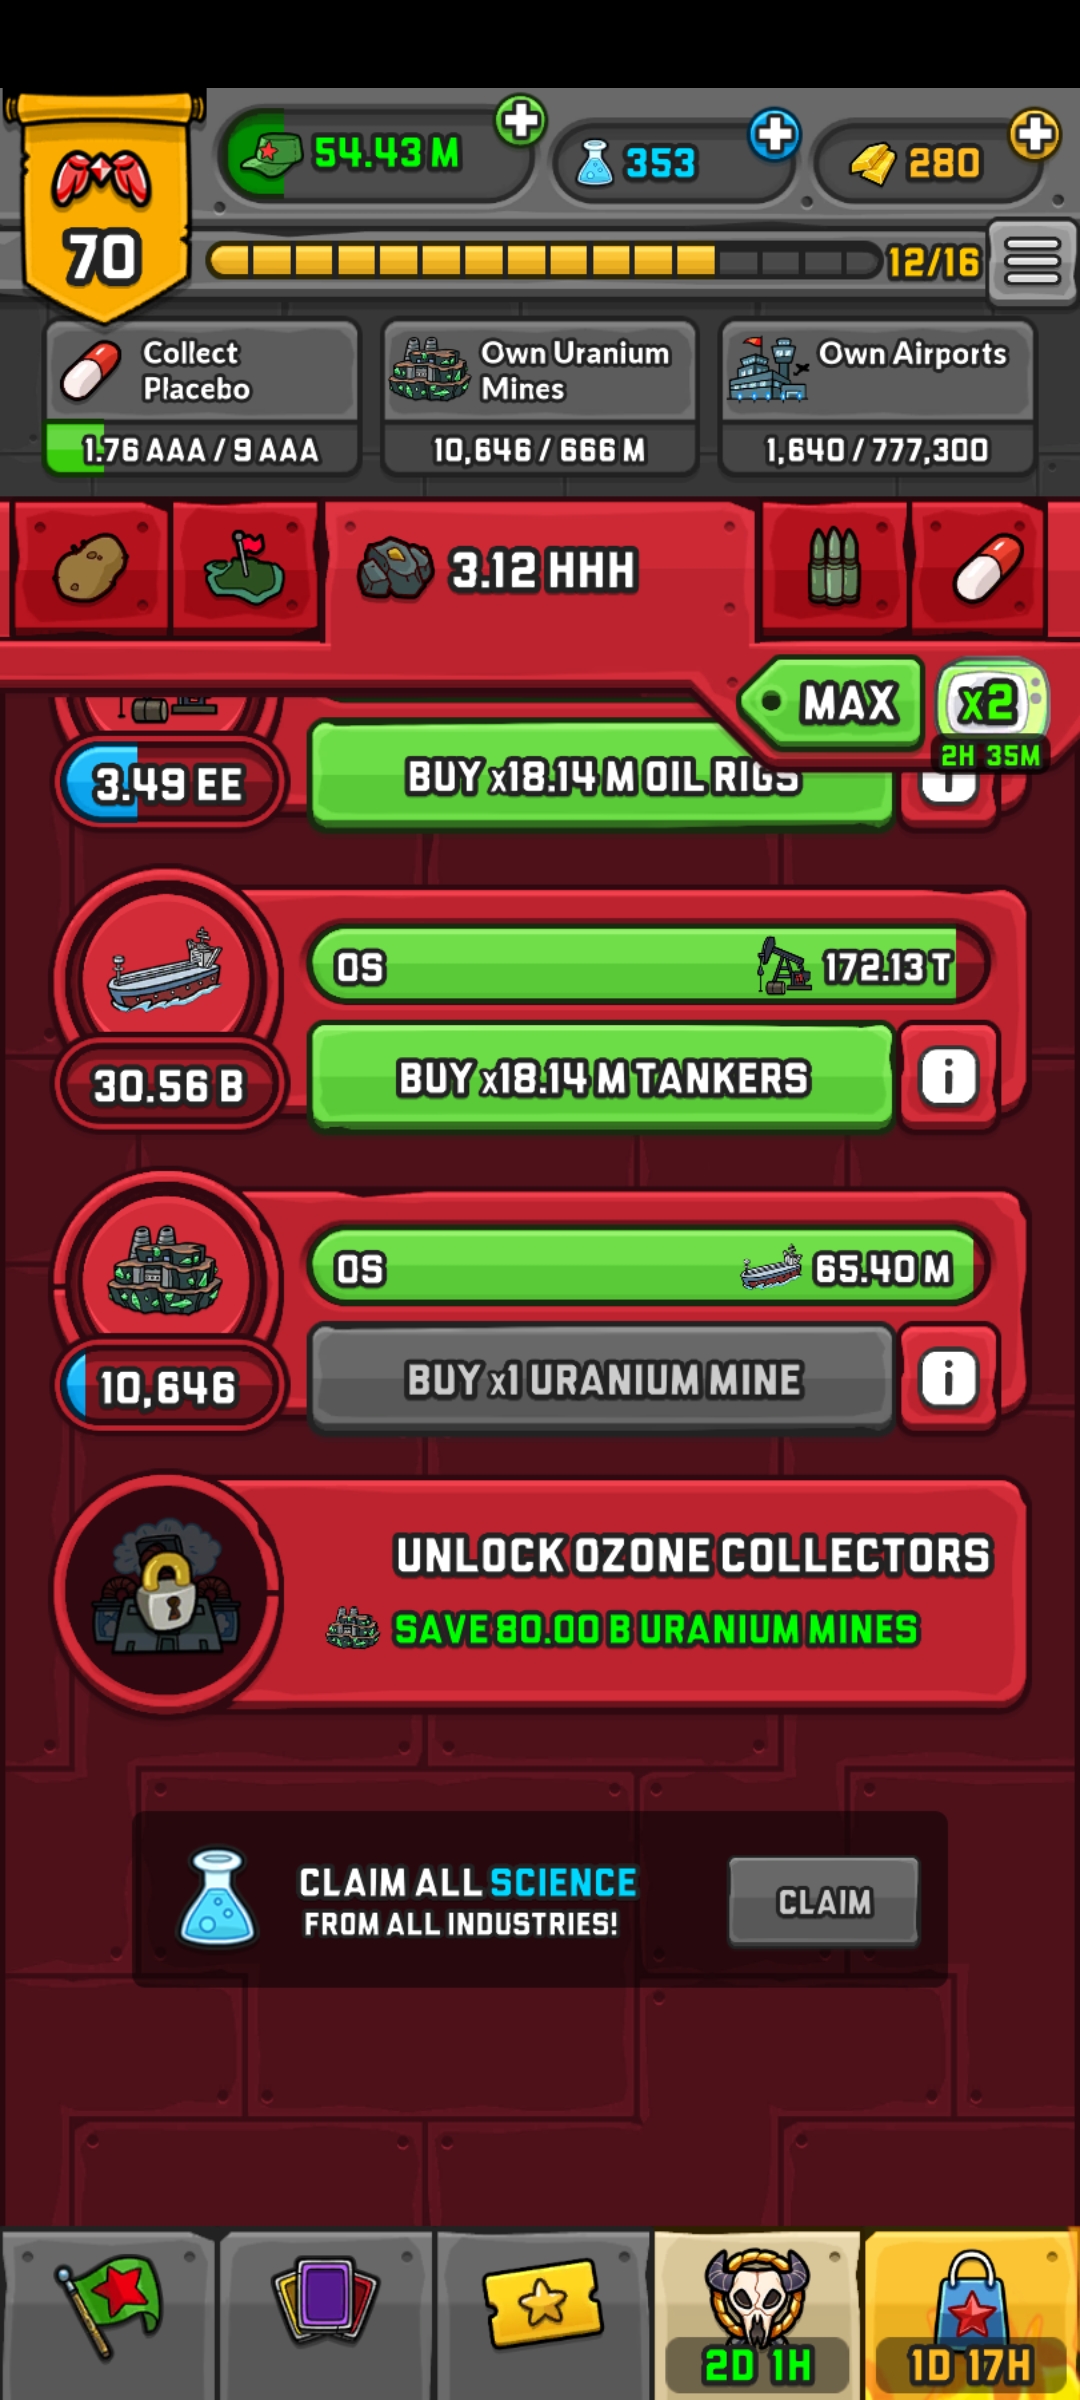 54.43 M
353
280
70
12/16
Collect
Placebo
1.76 AAA / 9 AAA
Own Uranium
Mines
10,646 / 666 M
Own Airports
1,640 / 777,300
3.12 HHH
MAX
x2
2H 35M
3.49 EE
BUY x18.14 M OIL RIGS
0S
172.13 T
30.56 B
BUY x18.14 M TANKERS
i
0S
65.40 M
10,646
BUY x1 URANIUM MINE
i
UNLOCK OZONE COLLECTORS
SAVE 80.00 B URANIUM MINES
CLAIM ALL SCIENCE
FROM ALL INDUSTRIES!
CLAIM
2D 1H
1D 17H